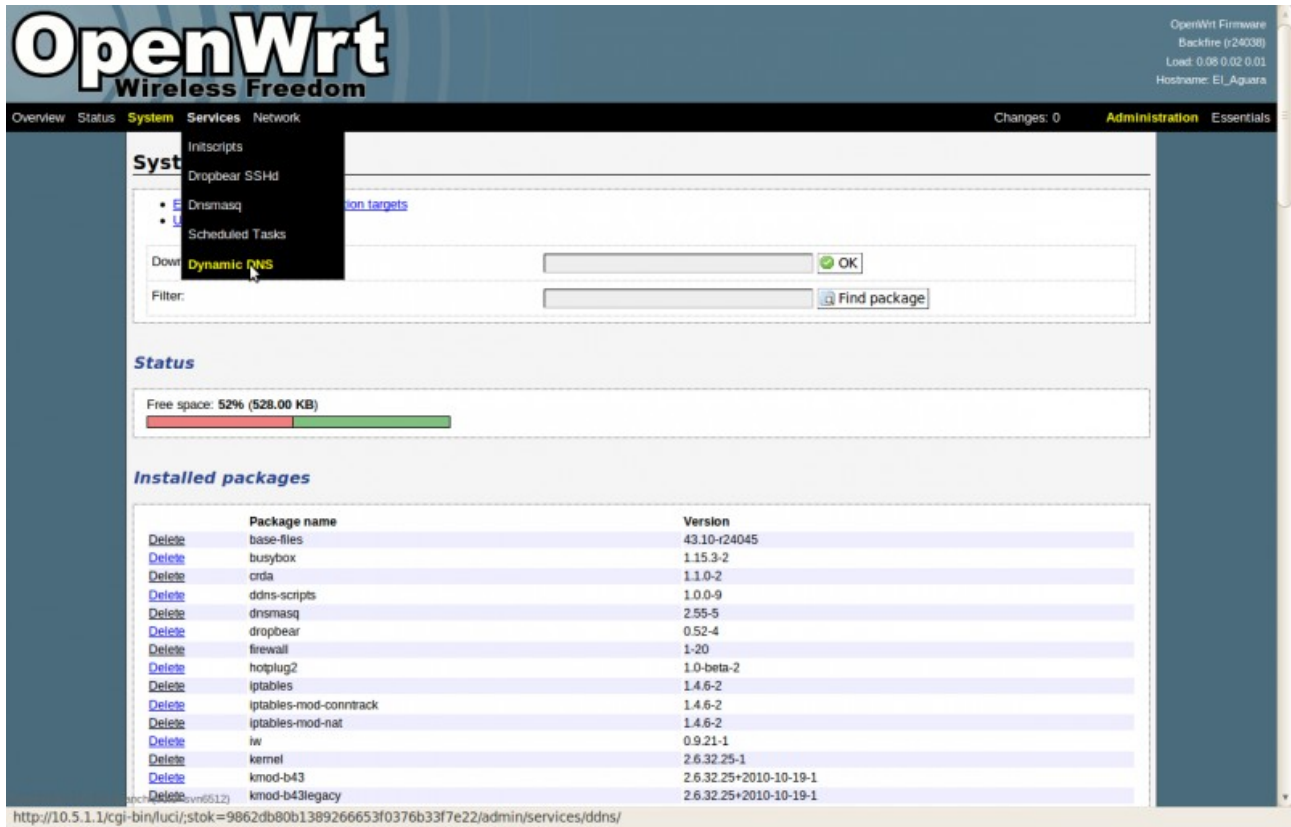 OpenWrt
Wireless Freedom
OpenWrt Firmware
Backfire (r24038)
Load: 0.08 0.02 0.01
Hostname: El_Aguara
Overview Status System Services Network Changes: 0 Administration Essentials
Initscripts
Dropbear SSHd
Dnsmasq
Scheduled Tasks
Dynamic DNS
Syst
E
tion targets
U
Down
OK
Filter:
Find package
Status
Free space: 52% (528.00 KB)
Installed packages
Package name Version
Delete base-files 43.10-r24045
Delete busybox 1.15.3-2
Delete crda 1.1.0-2
Delete ddns-scripts 1.0.0-9
Delete dnsmasq 2.55-5
Delete dropbear 0.52-4
Delete firewall 1-20
Delete hotplug2 1.0-beta-2
Delete iptables 1.4.6-2
Delete iptables-mod-conntrack 1.4.6-2
Delete iptables-mod-nat 1.4.6-2
Delete iw 0.9.21-1
Delete kernel 2.6.32.25-1
Delete kmod-b43 2.6.32.25+2010-10-19-1
Delete kmod-b43legacy 2.6.32.25+2010-10-19-1
http://10.5.1.1/cgi-bin/luci/;stok=9862db80b1389266653f0376b33f7e22/admin/services/ddns/